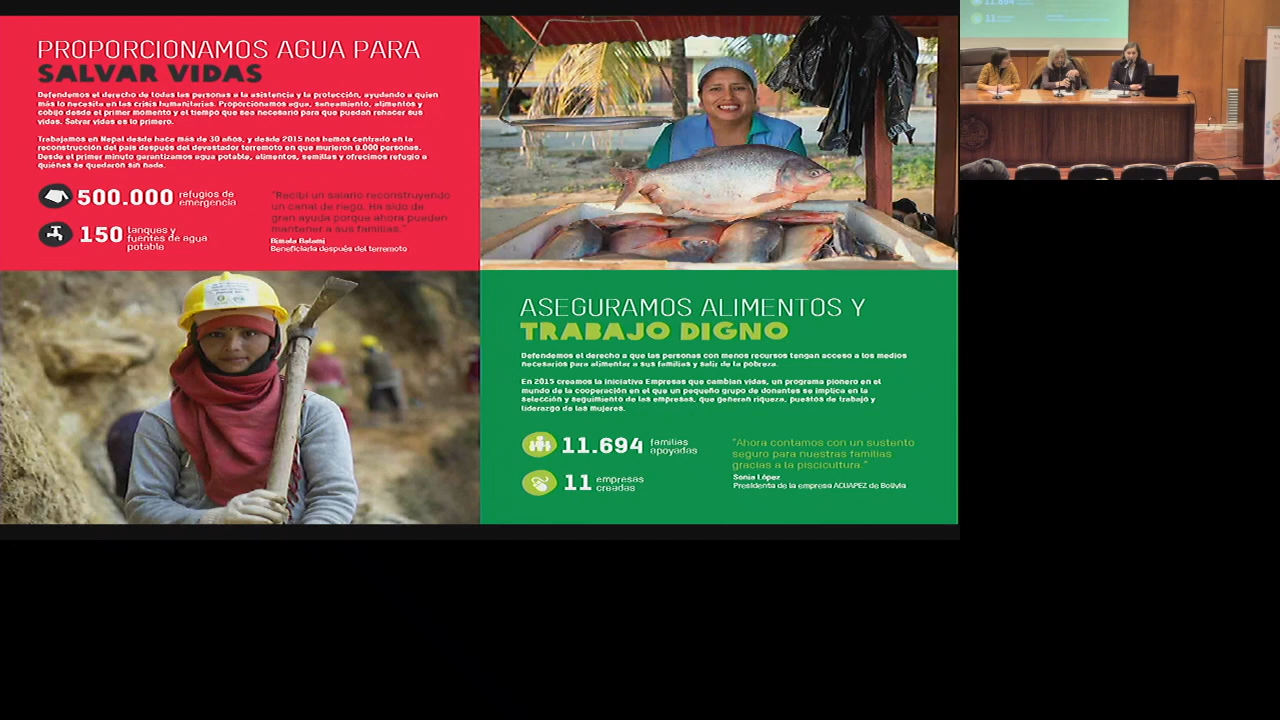 PROPORCIONAMOS AGUA PARA
SALVAR VIDAS
Defendemos el derecho de todas las personas a la asistencia y la protección, ayudando a quien
más lo necesita en las crisis humanitarias. Proporcionamos agua, saneamiento, alimentos y
cobijo desde el primer momento y el tiempo que sea necesario para que puedan rehacer sus
vidas. Salvar vidas es lo primero.
Trabajamos en Nepal desde hace más de 30 años, y desde 2015 nos hemos centrado en la
reconstrucción del país después del devastador terremoto en que murieron 9.000 personas.
Desde el primer minuto garantizamos agua potable, alimentos, semillas y ofrecimos refugio a
quiénes se quedaron sin nada.
500.000 refugios de
emergencia
150 tanques y
fuentes de agua
potable
"Recibí un salario reconstruyendo
un canal de riego. Ha sido de
gran ayuda porque ahora pueden
mantener a sus familias."
Bimala Balami
Beneficiaria después del terremoto
ASEGURAMOS ALIMENTOS Y
TRABAJO DIGNO
Defendemos el derecho a que las personas con menos recursos tengan acceso a los medios
necesarios para alimentar a sus familias y salir de la pobreza.
En 2015 creamos la iniciativa Empresas que cambian vidas, un programa pionero en el
mundo de la cooperación en el que un pequeño grupo de donantes se implica en la
selección y seguimiento de las empresas, que generan riqueza, puestos de trabajo y
liderazgo de las mujeres.
11.694 familias
apoyadas
11 empresas
creadas
"Ahora contamos con un sustento
seguro para nuestras familias
gracias a la piscicultura."
Sonia López
Presidenta de la empresa ACUAPEZ de Bolivia
11.694
11